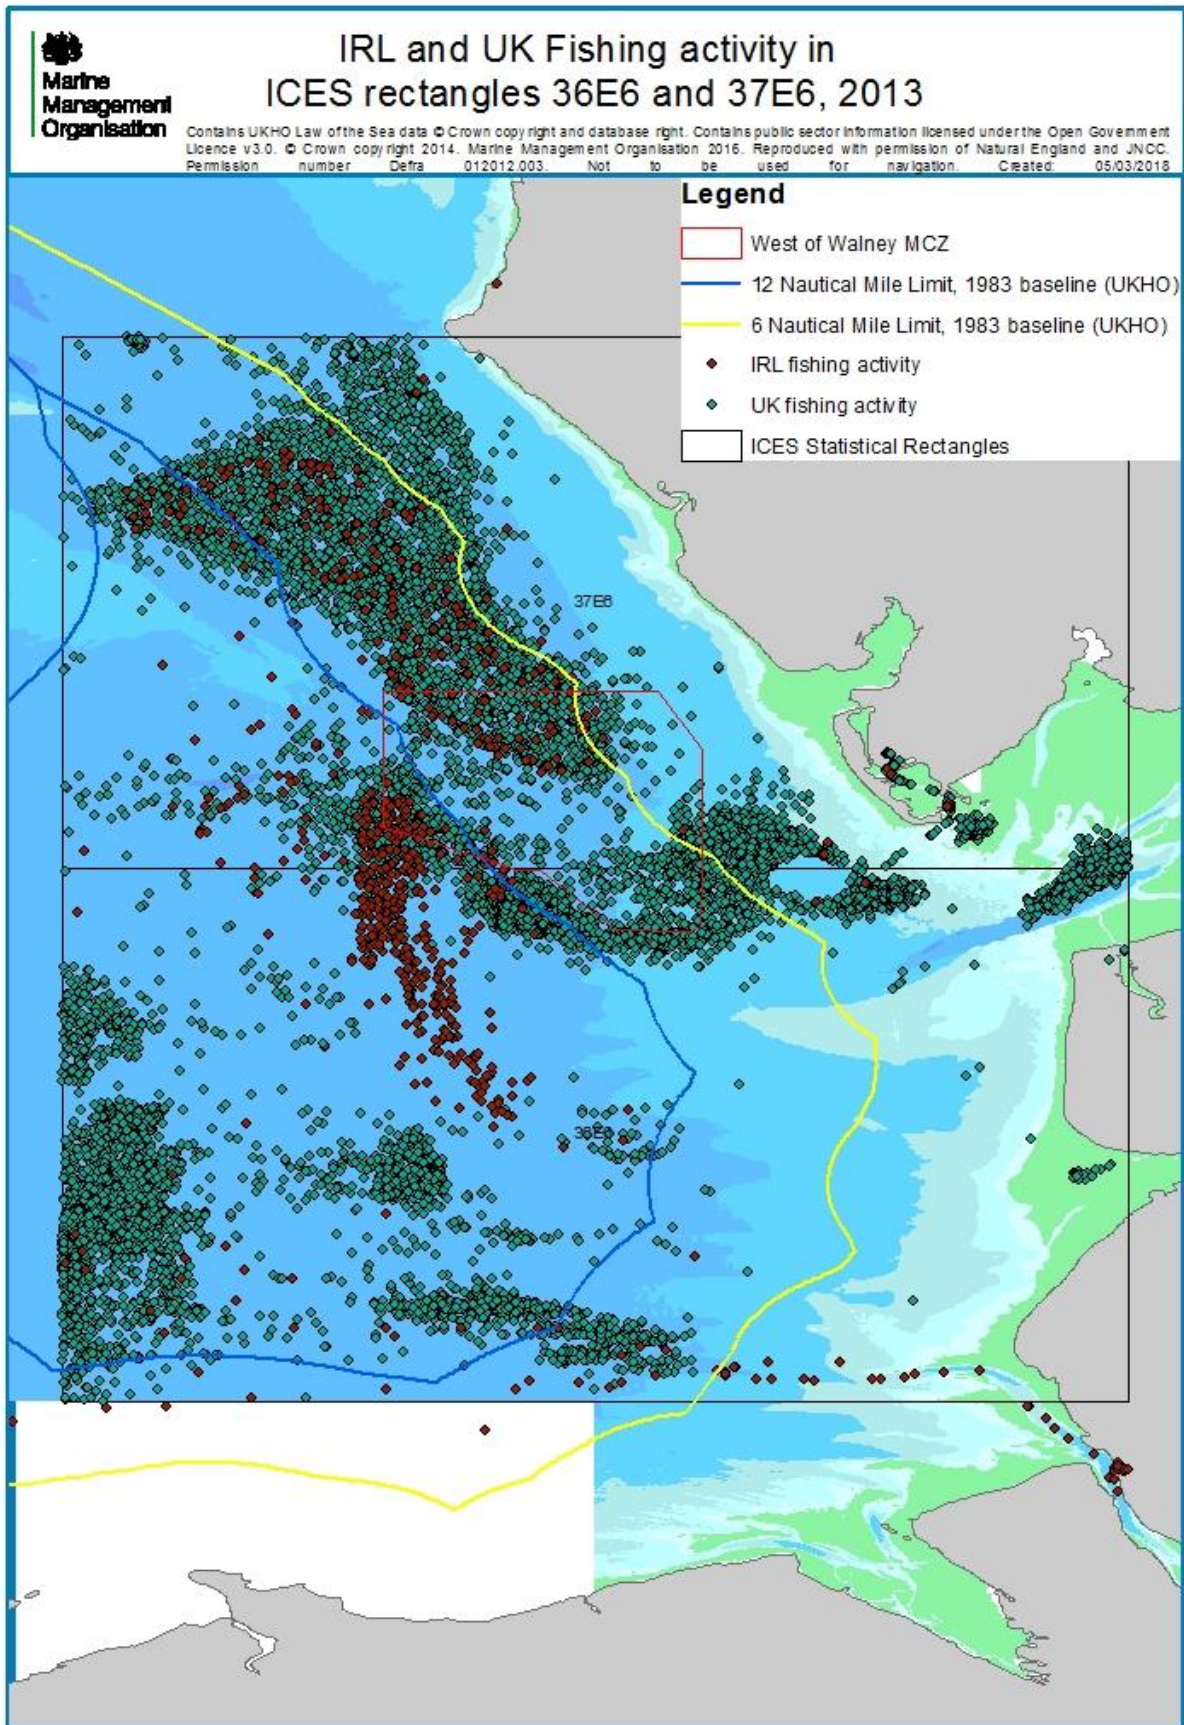 Marine
Management
Organisation
IRL and UK Fishing activity in
ICES rectangles 36E6 and 37E6, 2013
Contains UKHO Law of the Sea data © Crown copyright and database right. Contains public sector information licensed under the Open Government
Licence v3.0. © Crown copyright 2014. Marine Management Organisation 2016. Reproduced with permission of Natural England and JNCC.
Permission number Defra 012012.003. Not to be used for navigation. Created: 05/03/2018
Legend
West of Walney MCZ
12 Nautical Mile Limit, 1983 baseline (UKHO)
6 Nautical Mile Limit, 1983 baseline (UKHO)
IRL fishing activity
UK fishing activity
ICES Statistical Rectangles
37E6
36E6